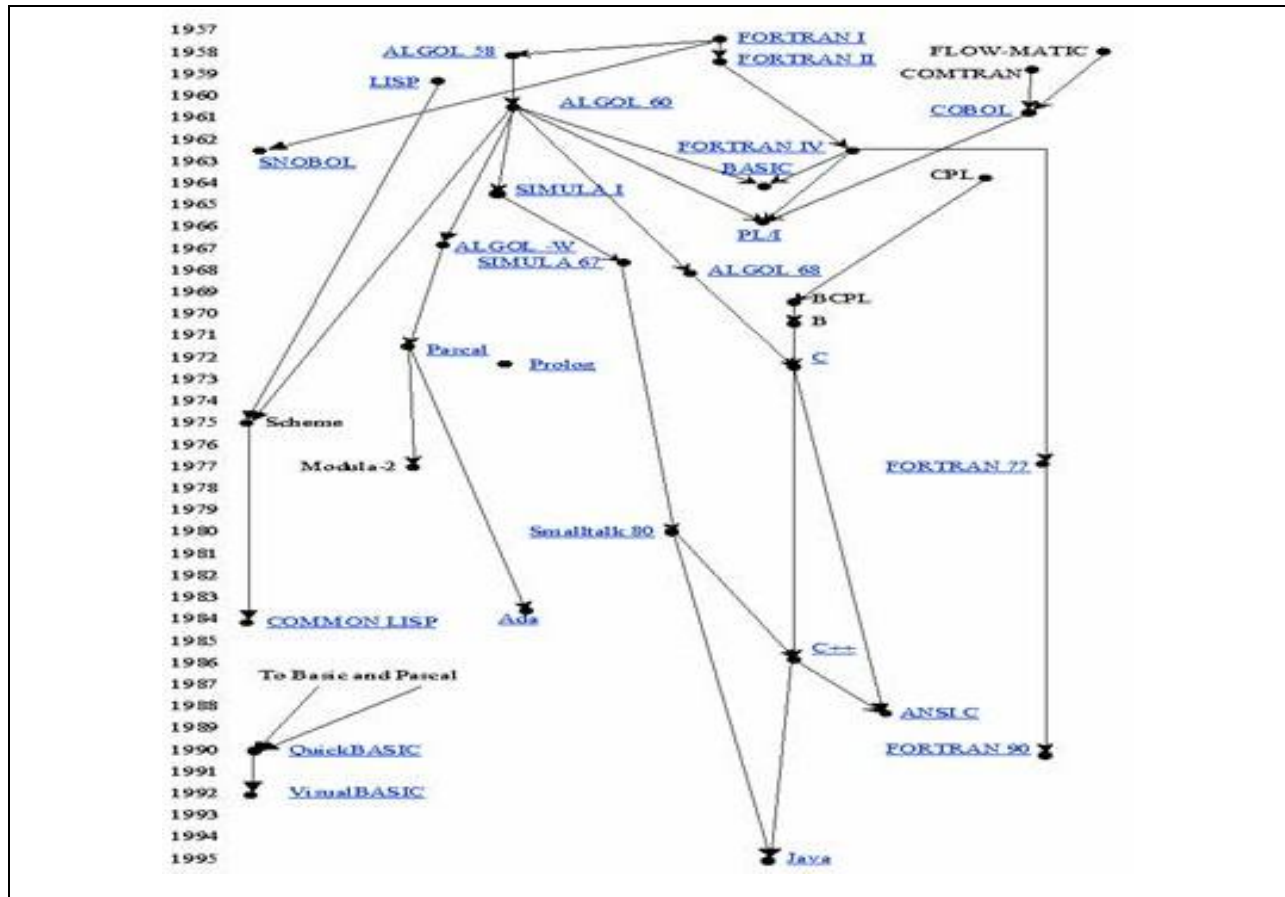 1957
FORTRAN I
ALGOL 58
1958
FLOW-MATIC
FORTRAN II
1959
COMTRAN
LISP
1960
ALGOL 60
COBOL
1961
1962
FORTRAN IV
SNOBOL
1963
BASIC
1964
CPL
SIMULA I
1965
1966
PL/I
1967
ALGOL -W
SIMULA 67
1968
ALGOL 68
1969
BCPL
1970
B
1971
Pascal
1972
Prolog
C
1973
1974
1975
Scheme
1976
1977
Modula-2
FORTRAN 77
1978
1979
1980
Smalltalk 80
1981
1982
1983
1984
COMMON LISP
Ada
1985
C++
1986
To Basic and Pascal
1987
1988
ANSI C
1989
1990
QuickBASIC
FORTRAN 90
1991
1992
VisualBASIC
1993
1994
1995
Java